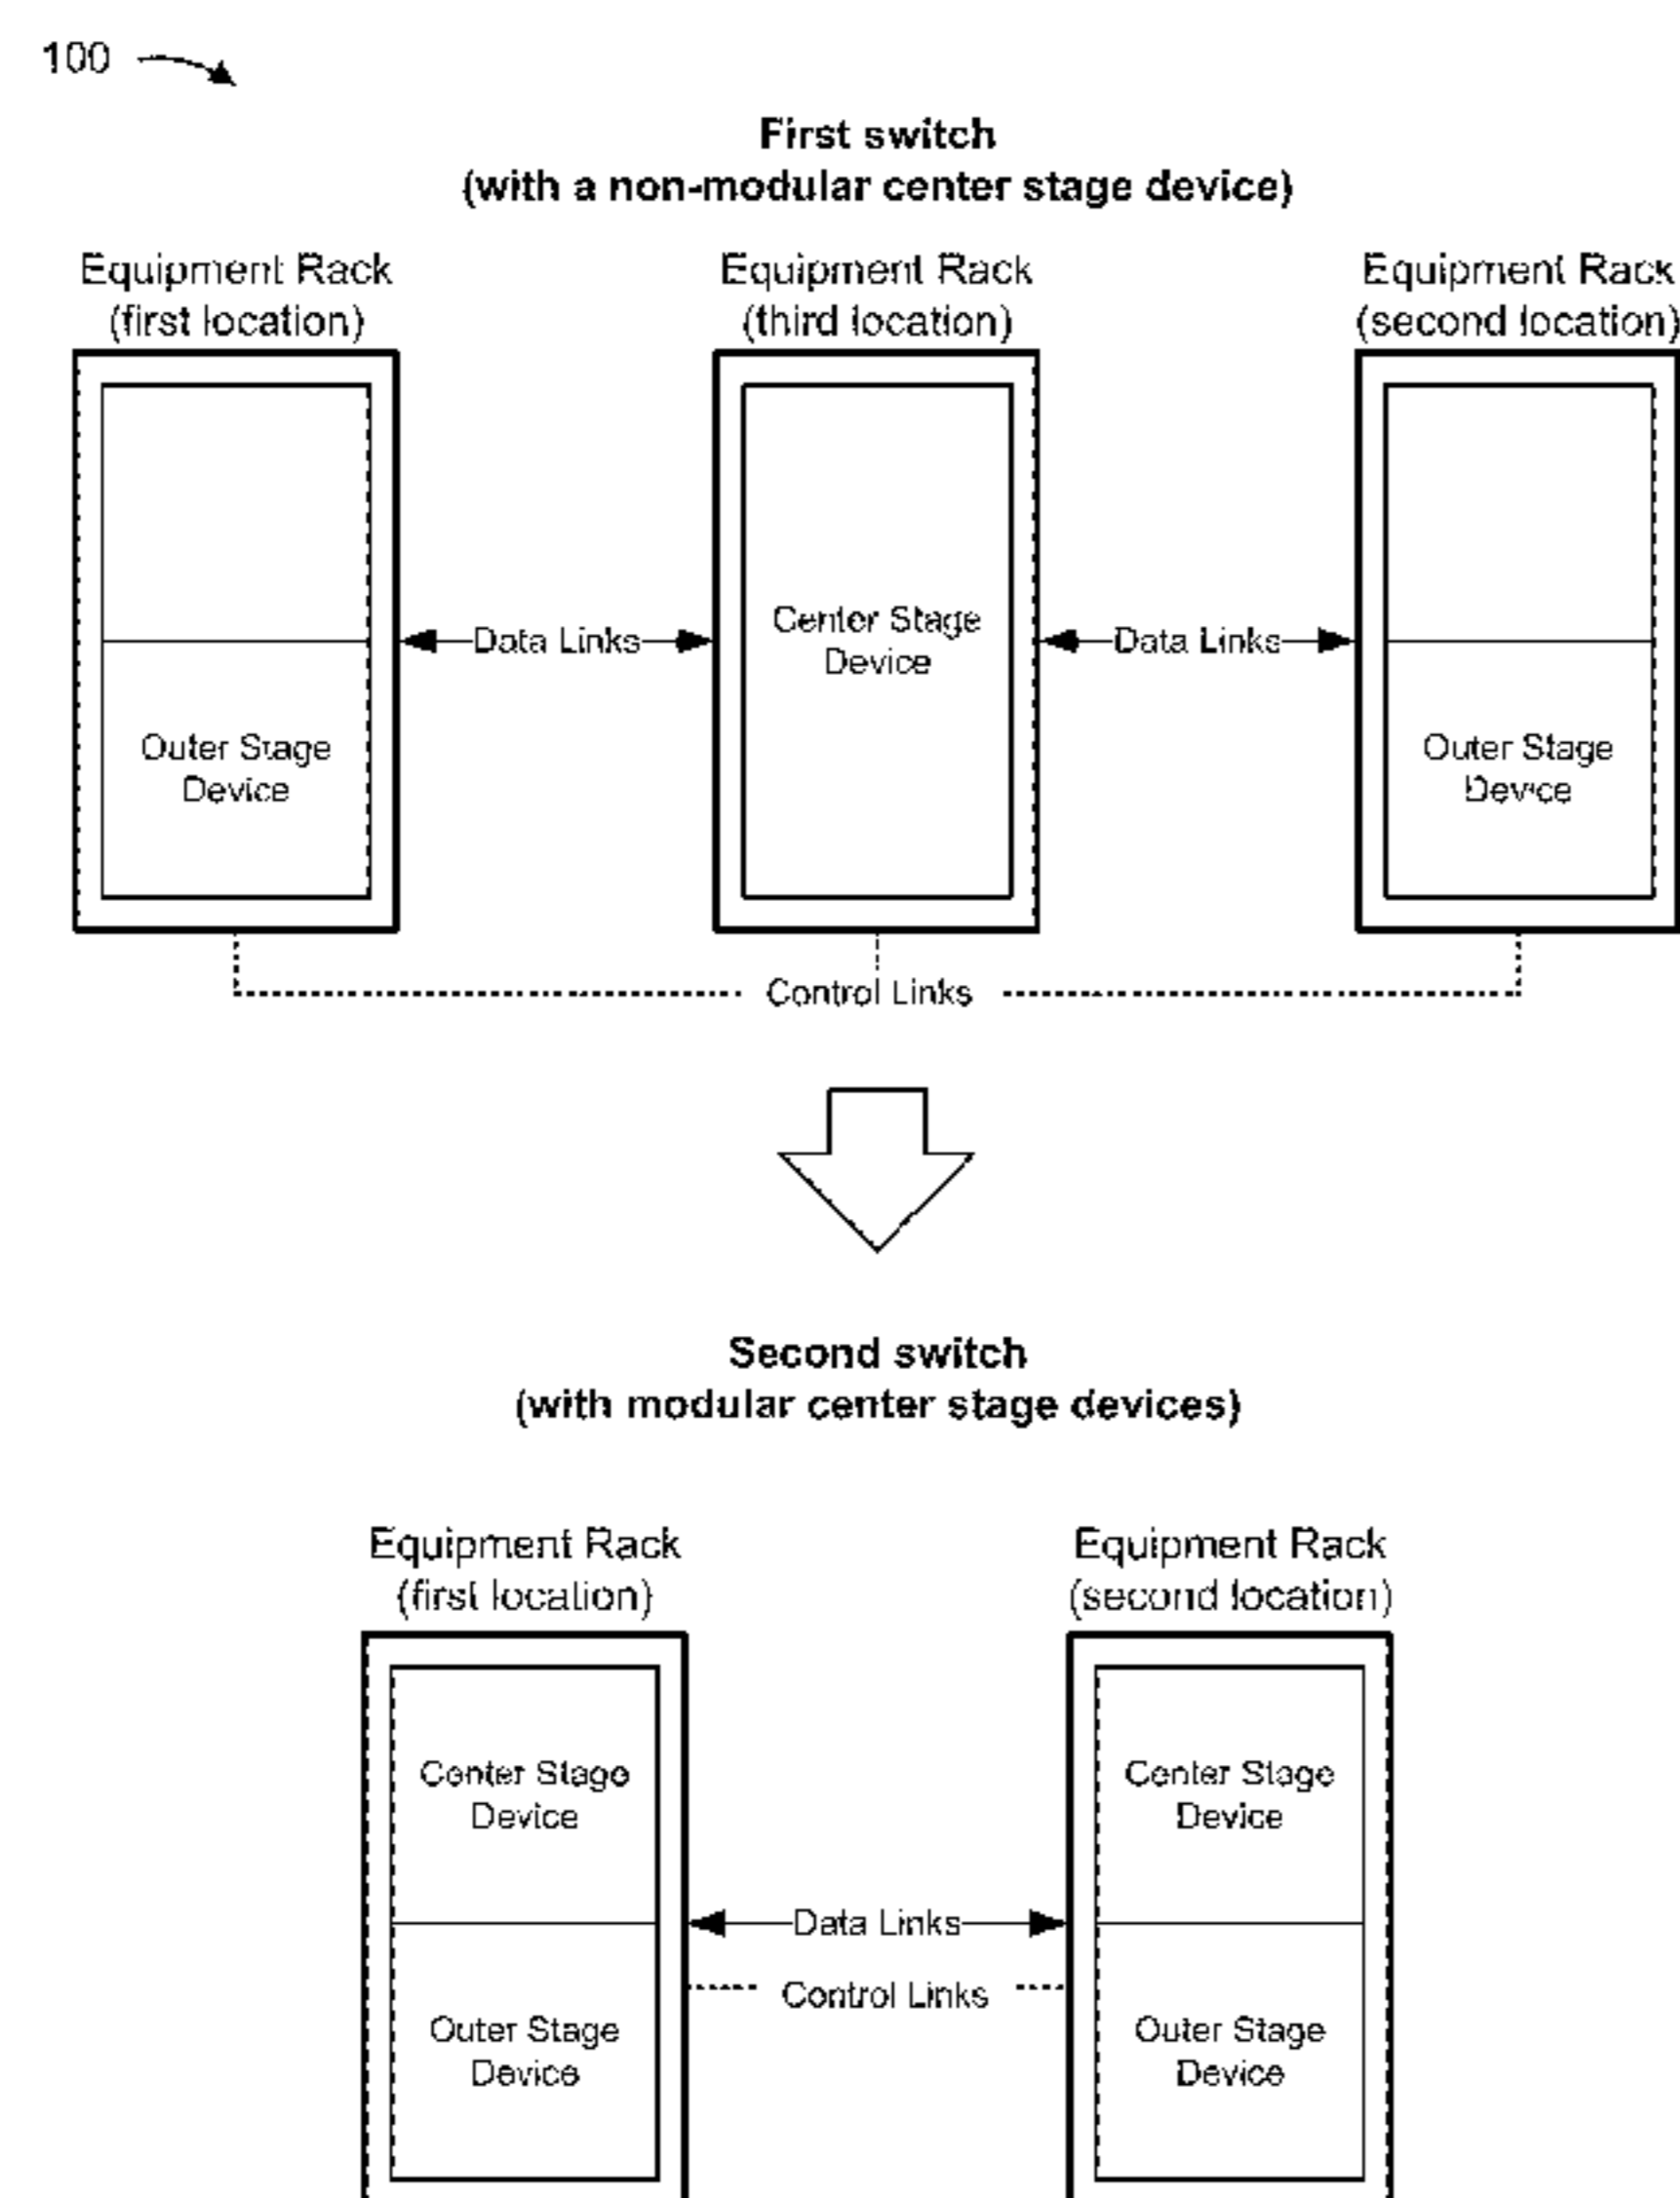 100
First switch
(with a non-modular center stage device)
Equipment Rack
(first location)
Equipment Rack
(third location)
Equipment Rack
(second location)
Data Links
Center Stage
Device
Data Links
Outer Stage
Device
Outer Stage
Device
Control Links
Second switch
(with modular center stage devices)
Equipment Rack
(first location)
Equipment Rack
(second location)
Center Stage
Device
Center Stage
Device
Data Links
Control Links
Outer Stage
Device
Outer Stage
Device